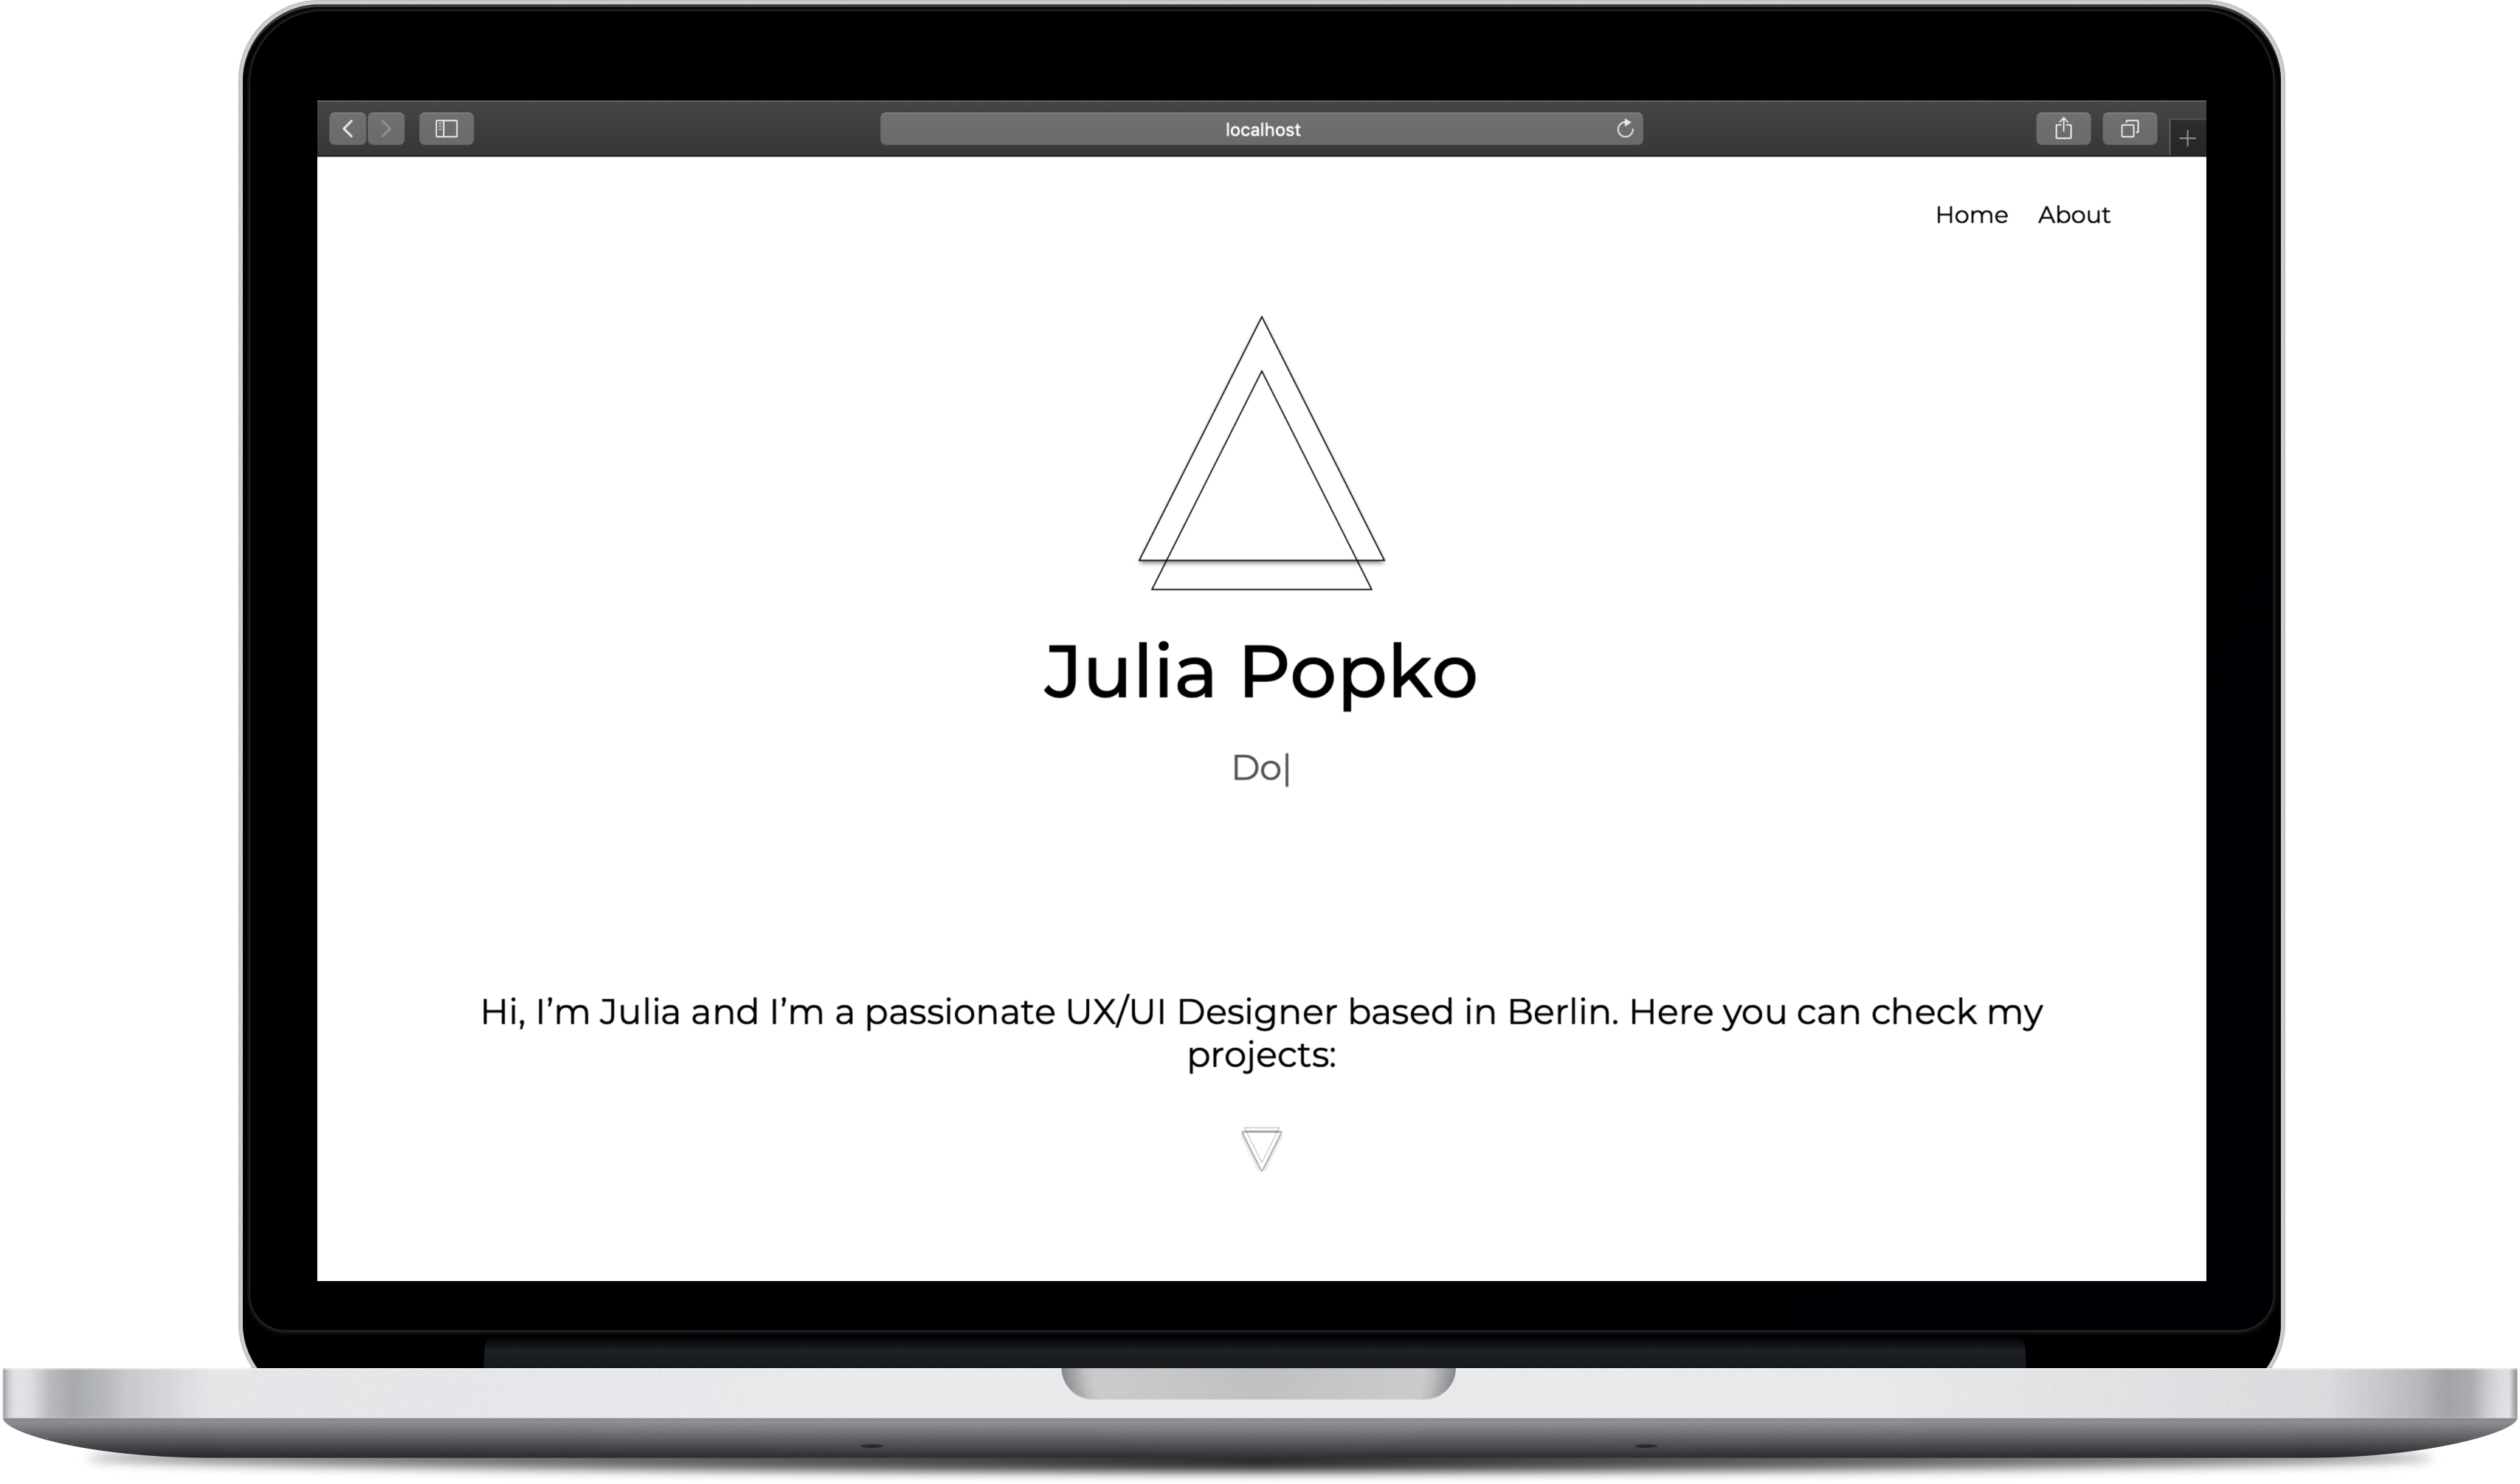 localhost
Home About
Julia Popko
Do|
Hi, I’m Julia and I’m a passionate UX/UI Designer based in Berlin. Here you can check my
projects: